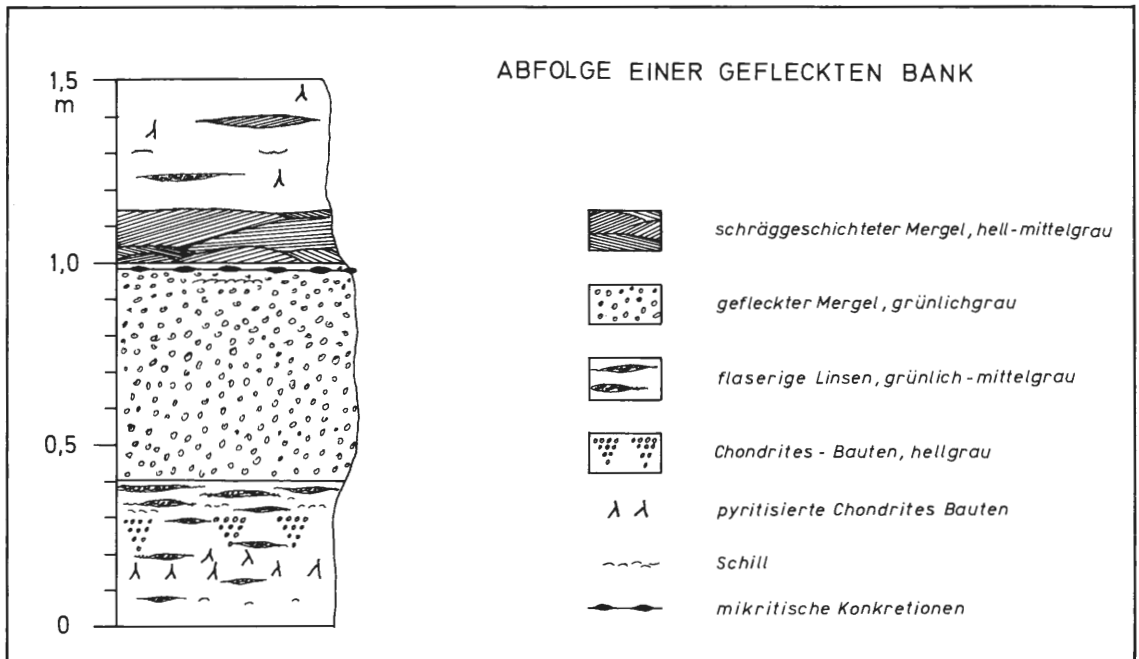 ABFOLGE EINER GEFLECKTEN BANK
1,5
m
1,0
0,5
0
schräggeschichteter Mergel, hell-mittelgrau
gefleckter Mergel, grünlichgrau
flaserige Linsen, grünlich-mittelgrau
Chondrites - Bauten, hellgrau
pyritisierte Chondrites Bauten
Schill
mikritische Konkretionen